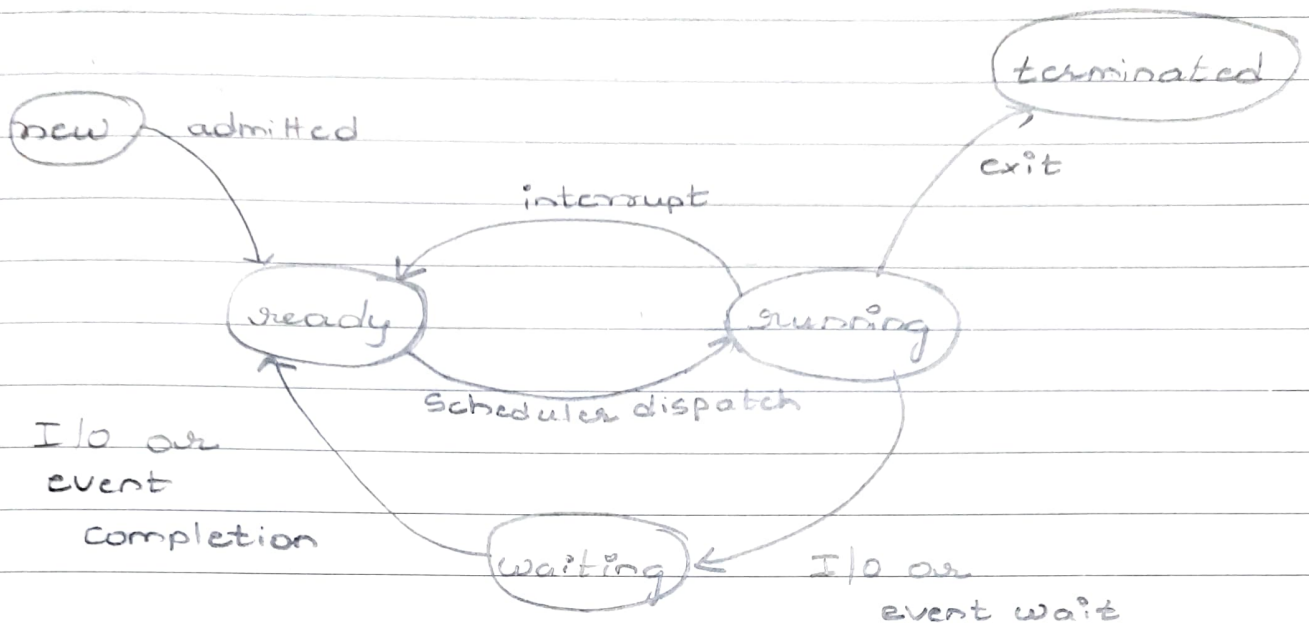 terminated
new
admitted
exit
interrupt
ready
running
Scheduler dispatch
I/O or
event
completion
waiting
I/O or
event wait